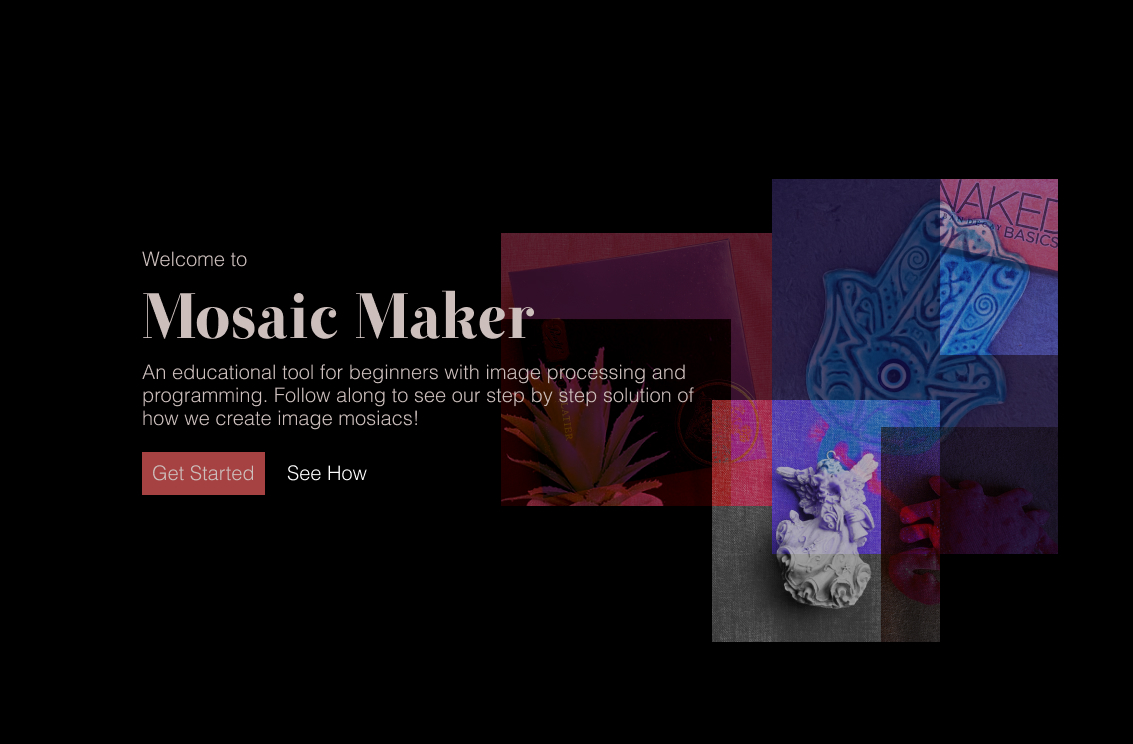 Welcome to
Mosaic Maker
An educational tool for beginners with image processing and
programming. Follow along to see our step by step solution of
how we create image mosiacs!
Get Started
See How
NAKED
BASICS